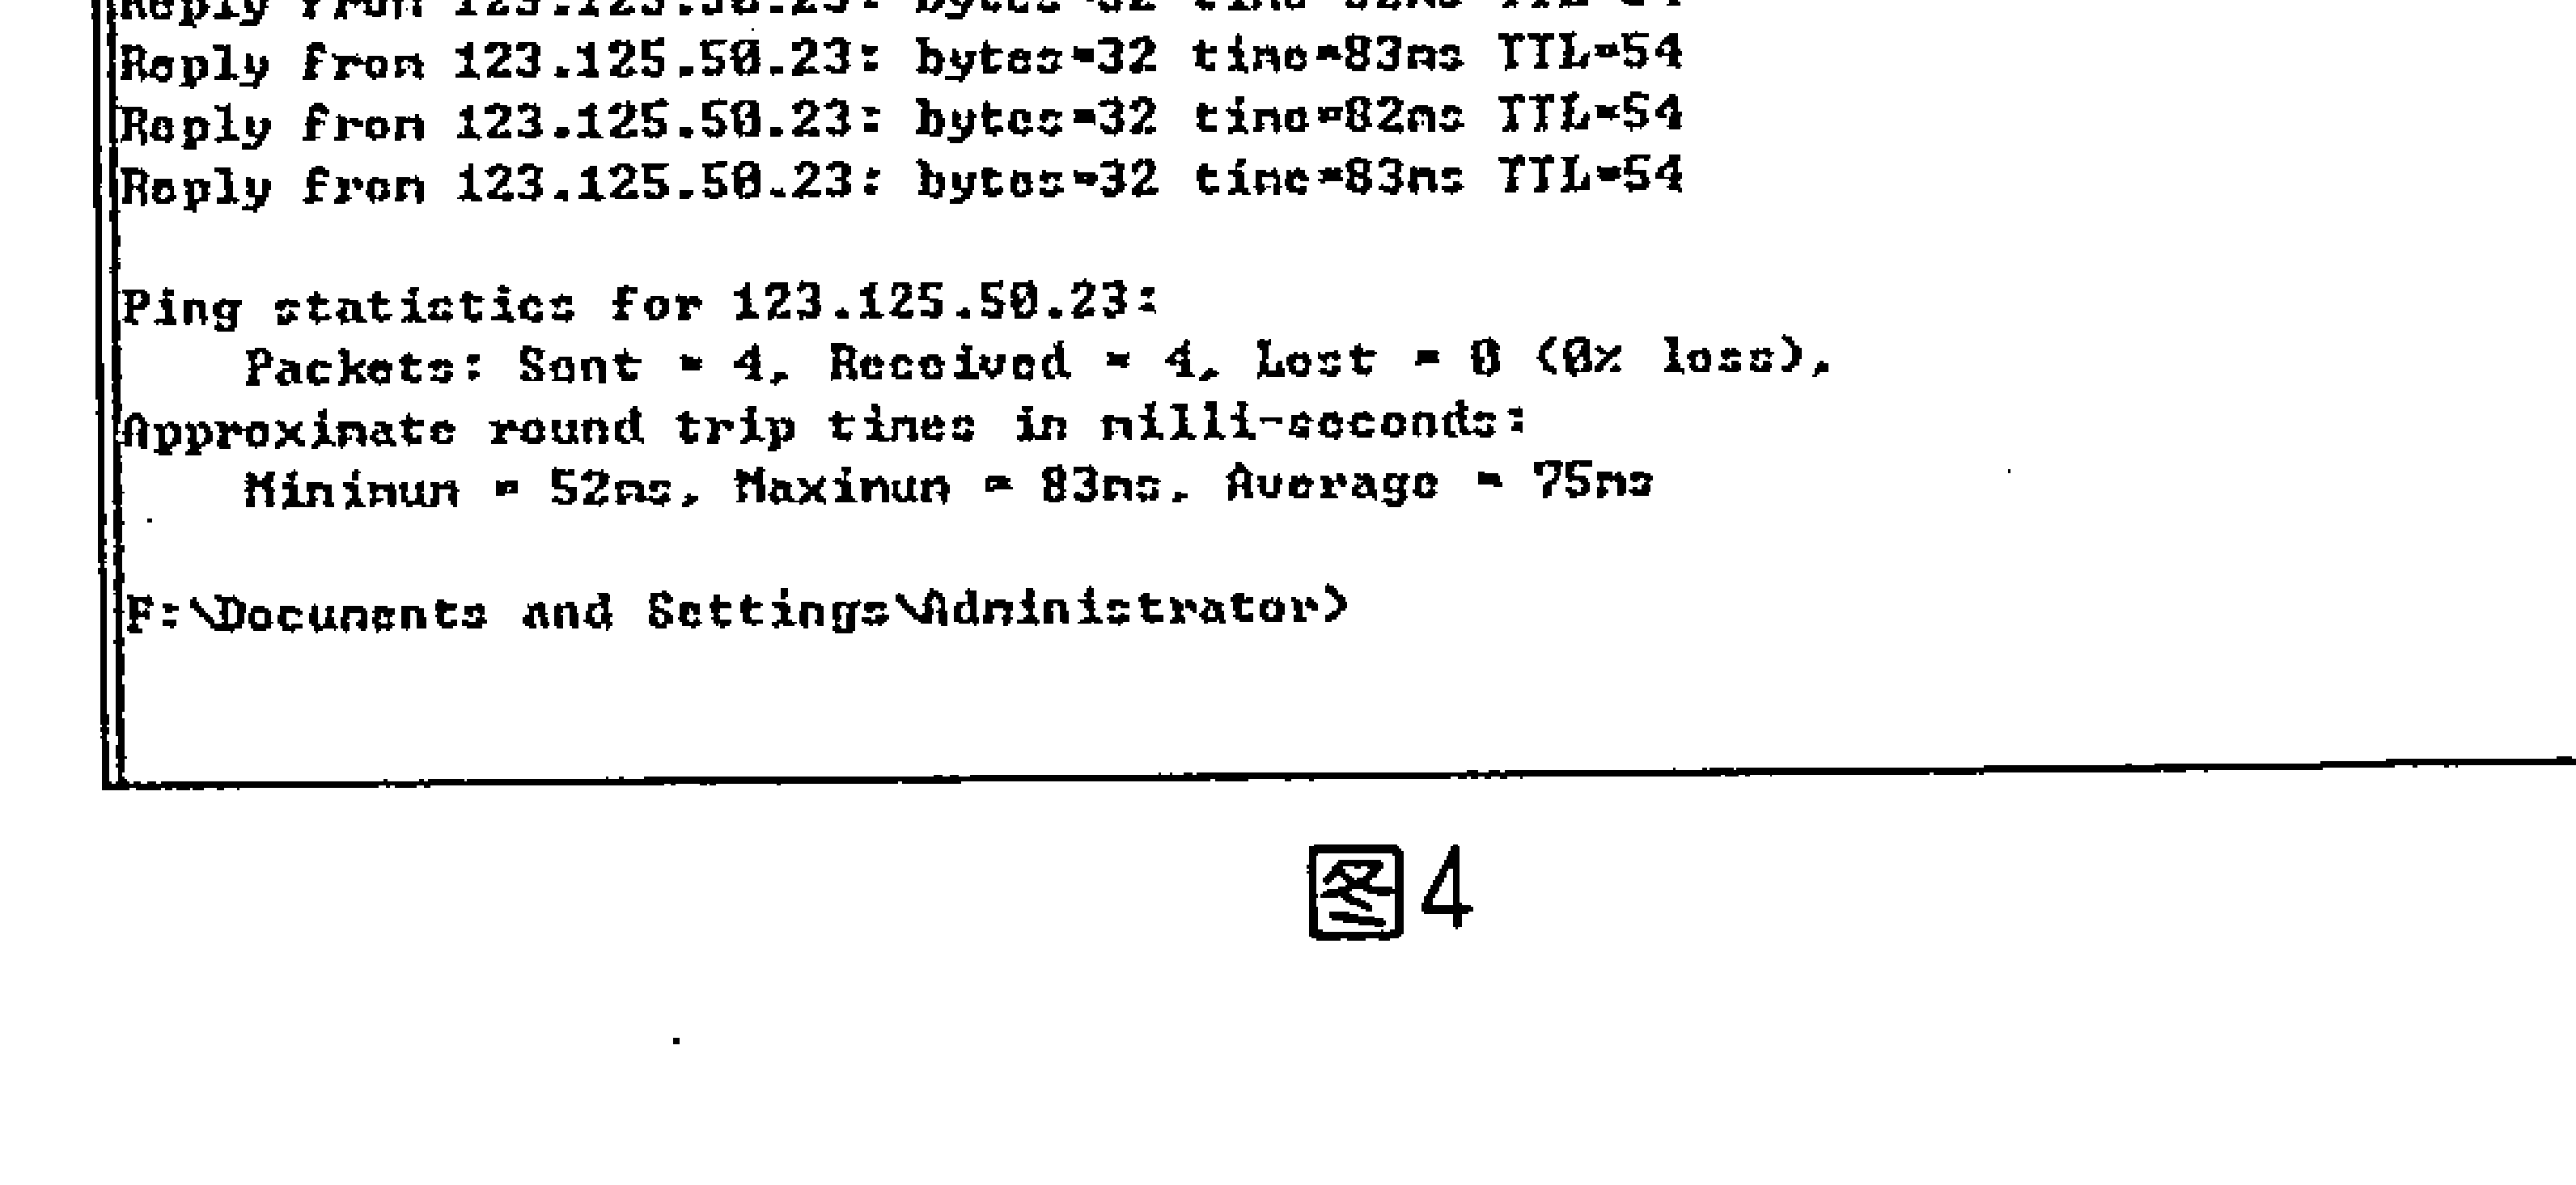 Reply from 123.125.50.23: bytes=32 time=83ms TTL=54
Reply from 123.125.50.23: bytes=32 time=82ms TTL=54
Reply from 123.125.50.23: bytes=32 time=83ms TTL=54
Ping statistics for 123.125.50.23:
Packets: Sent = 4, Received = 4, Lost = 0 (0% loss),
Approximate round trip times in milli-seconds:
Minimum = 52ms, Maximum = 83ms, Average = 75ms
F:\Documents and Settings\Administrator>
图4